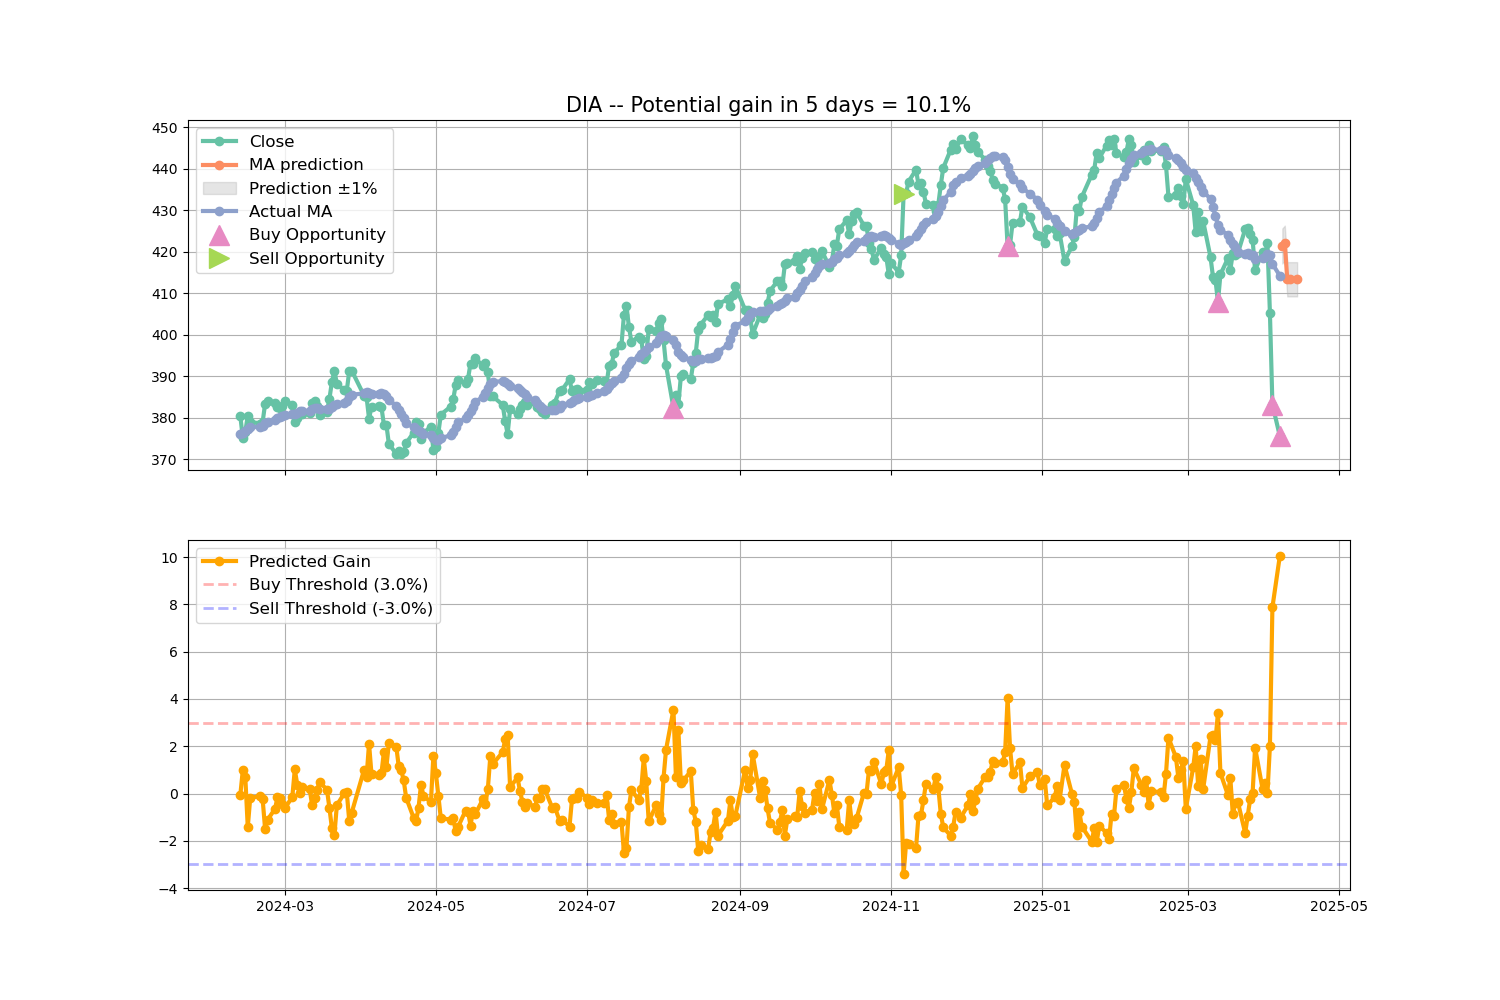 DIA -- Potential gain in 5 days = 10.1%
450
440
430
420
410
400
390
380
370
Close
MA prediction
Prediction ±1%
Actual MA
Buy Opportunity
Sell Opportunity
10
8
6
4
2
0
−2
−4
Predicted Gain
Buy Threshold (3.0%)
Sell Threshold (-3.0%)
2024-03
2024-05
2024-07
2024-09
2024-11
2025-01
2025-03
2025-05